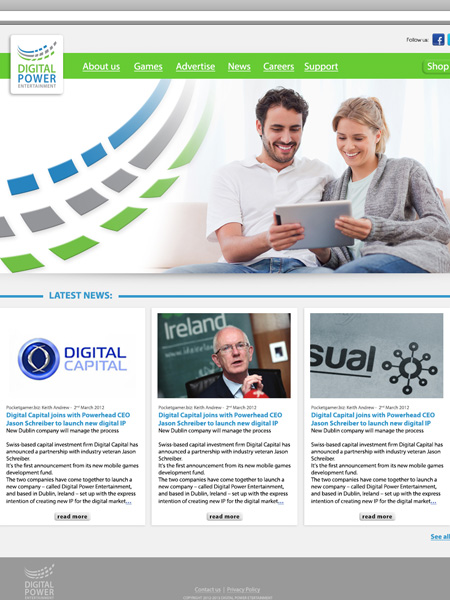 Follow us:
DIGITAL
POWER
ENTERTAINMENT
About us Games Advertise News Careers Support Shop
LATEST NEWS:
DIGITAL
CAPITAL
Pocketgamer.biz: Keith Andrew - 2nd March 2012
Digital Capital joins with Powerhead CEO
Jason Schreiber to launch new digital IP
New Dublin company will manage the process
Swiss-based capital investment firm Digital Capital has
announced a partnership with industry veteran Jason
Schreiber.
It's the first announcement from its new mobile games
development fund.
The two companies have come together to launch a
new company – called Digital Power Entertainment,
and based in Dublin, Ireland – set up with the express
intention of creating new IP for the digital market...
read more
Ireland
Pocketgamer.biz: Keith Andrew - 2nd March 2012
Digital Capital joins with Powerhead CEO
Jason Schreiber to launch new digital IP
New Dublin company will manage the process
Swiss-based capital investment firm Digital Capital has
announced a partnership with industry veteran Jason
Schreiber.
It's the first announcement from its new mobile games
development fund.
The two companies have come together to launch a
new company – called Digital Power Entertainment,
and based in Dublin, Ireland – set up with the express
intention of creating new IP for the digital market...
read more
sual
Pocketgamer.biz: Keith Andrew - 2nd March 2012
Digital Capital joins with Powerhead CEO
Jason Schreiber to launch new digital IP
New Dublin company will manage the process
Swiss-based capital investment firm Digital Capital has
announced a partnership with industry veteran Jason
Schreiber.
It's the first announcement from its new mobile games
development fund.
The two companies have come together to launch a
new company – called Digital Power Entertainment,
and based in Dublin, Ireland – set up with the express
intention of creating new IP for the digital market...
read more
See all
DIGITAL
POWER
ENTERTAINMENT
Contact us | Privacy Policy